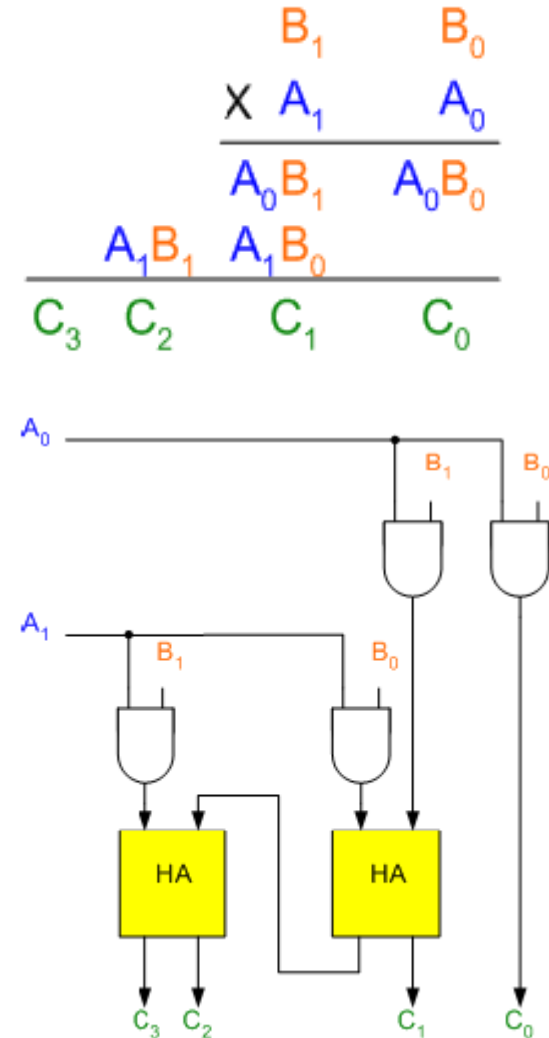 B₁ B₀
X A₁ A₀
A₀B₁ A₀B₀
A₁B₁ A₁B₀
C₃ C₂ C₁ C₀
A₀
B₁ B₀
A₁
B₁ B₀
HA HA
C₃ C₂ C₁ C₀